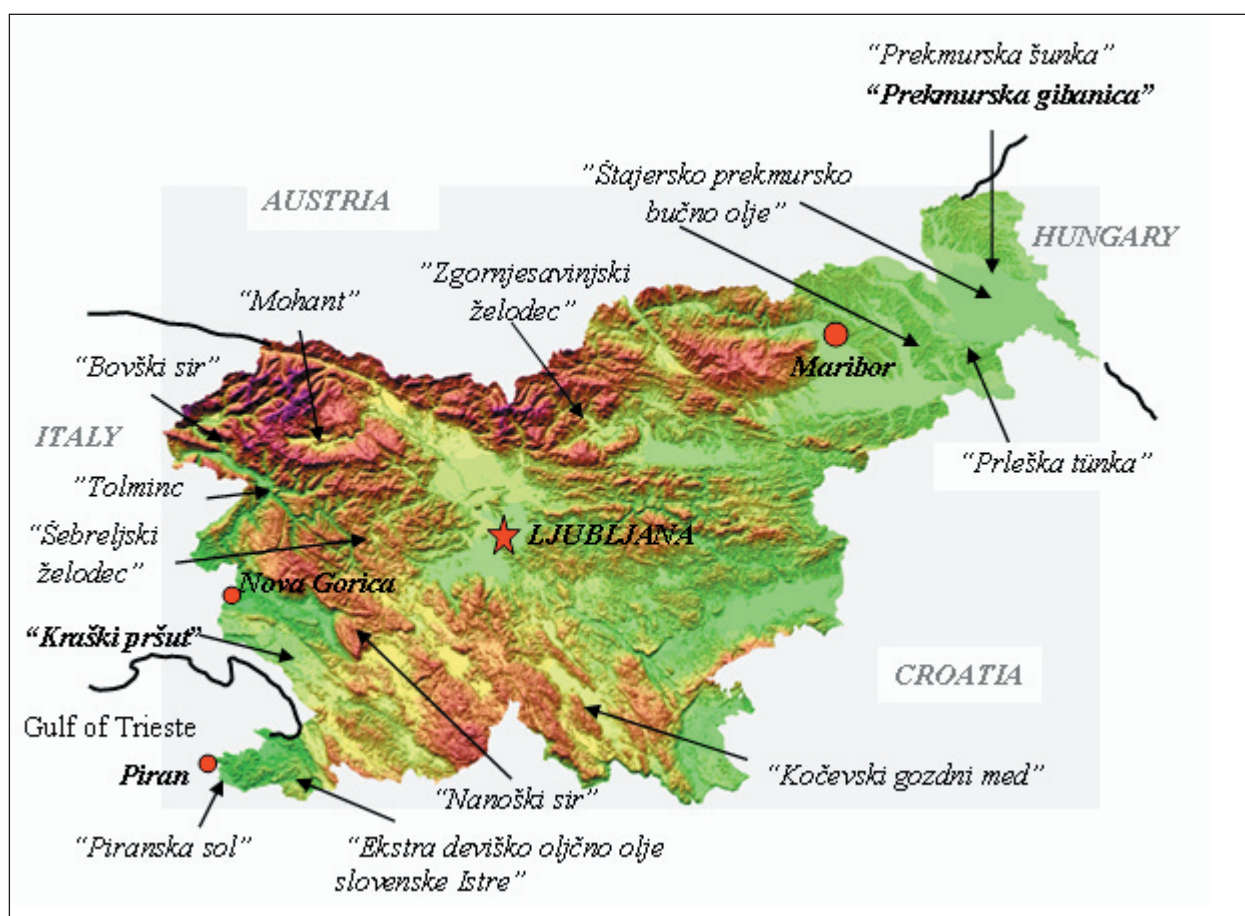 “Prekmurska šunka”
“Prekmurska gibanica”
”Štajersko prekmursko
bučno olje”
AUSTRIA
HUNGARY
”Zgornjesavinjski
želodec”
“Mohant”
“Bovški sir”
Maribor
ITALY
“Prleška tünka”
“Tolminc
“Šebreljski
želodec”
LJUBLJANA
Nova Gorica
“Kraški pršut”
CROATIA
Gulf of Trieste
Piran
“Kočevski gozdni med”
“Nanoški sir”
“Piranska sol”
“Ekstra deviško oljčno olje
slovenske Istre”